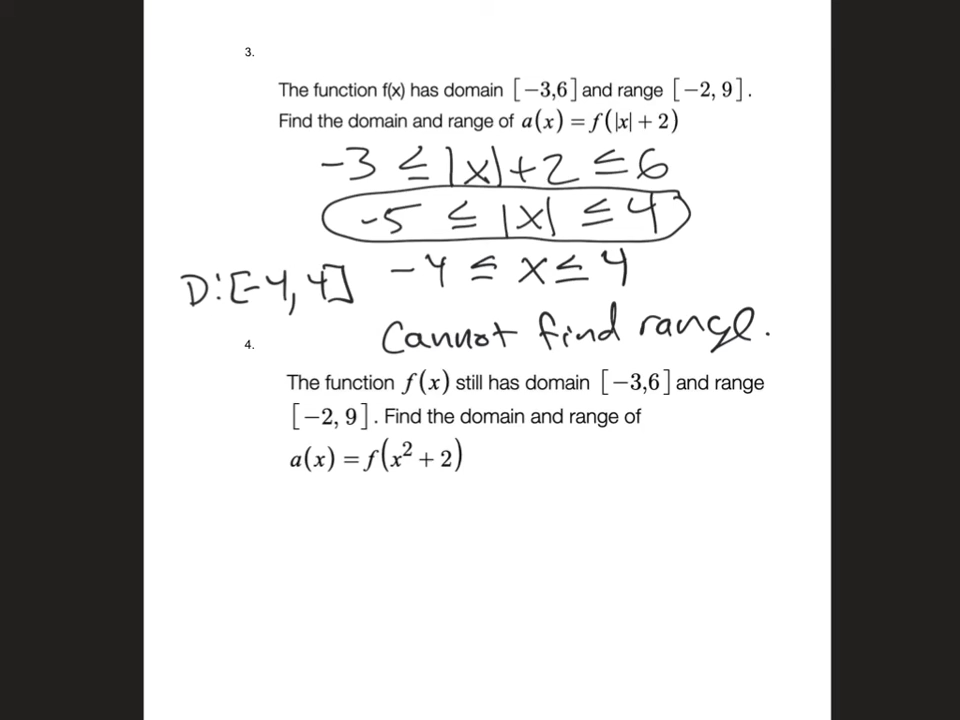 3.
The function f(x) has domain [−3,6] and range [−2, 9].
Find the domain and range of a(x) = f(|x| + 2)
-3 ≤ |x|+2 ≤ 6
-5 ≤ |x| ≤ 4
-4 ≤ x ≤ 4
D:[-4,4]
Cannot find range.
4.
The function f(x) still has domain [−3,6] and range
[−2, 9]. Find the domain and range of
a(x) = f(x² + 2)